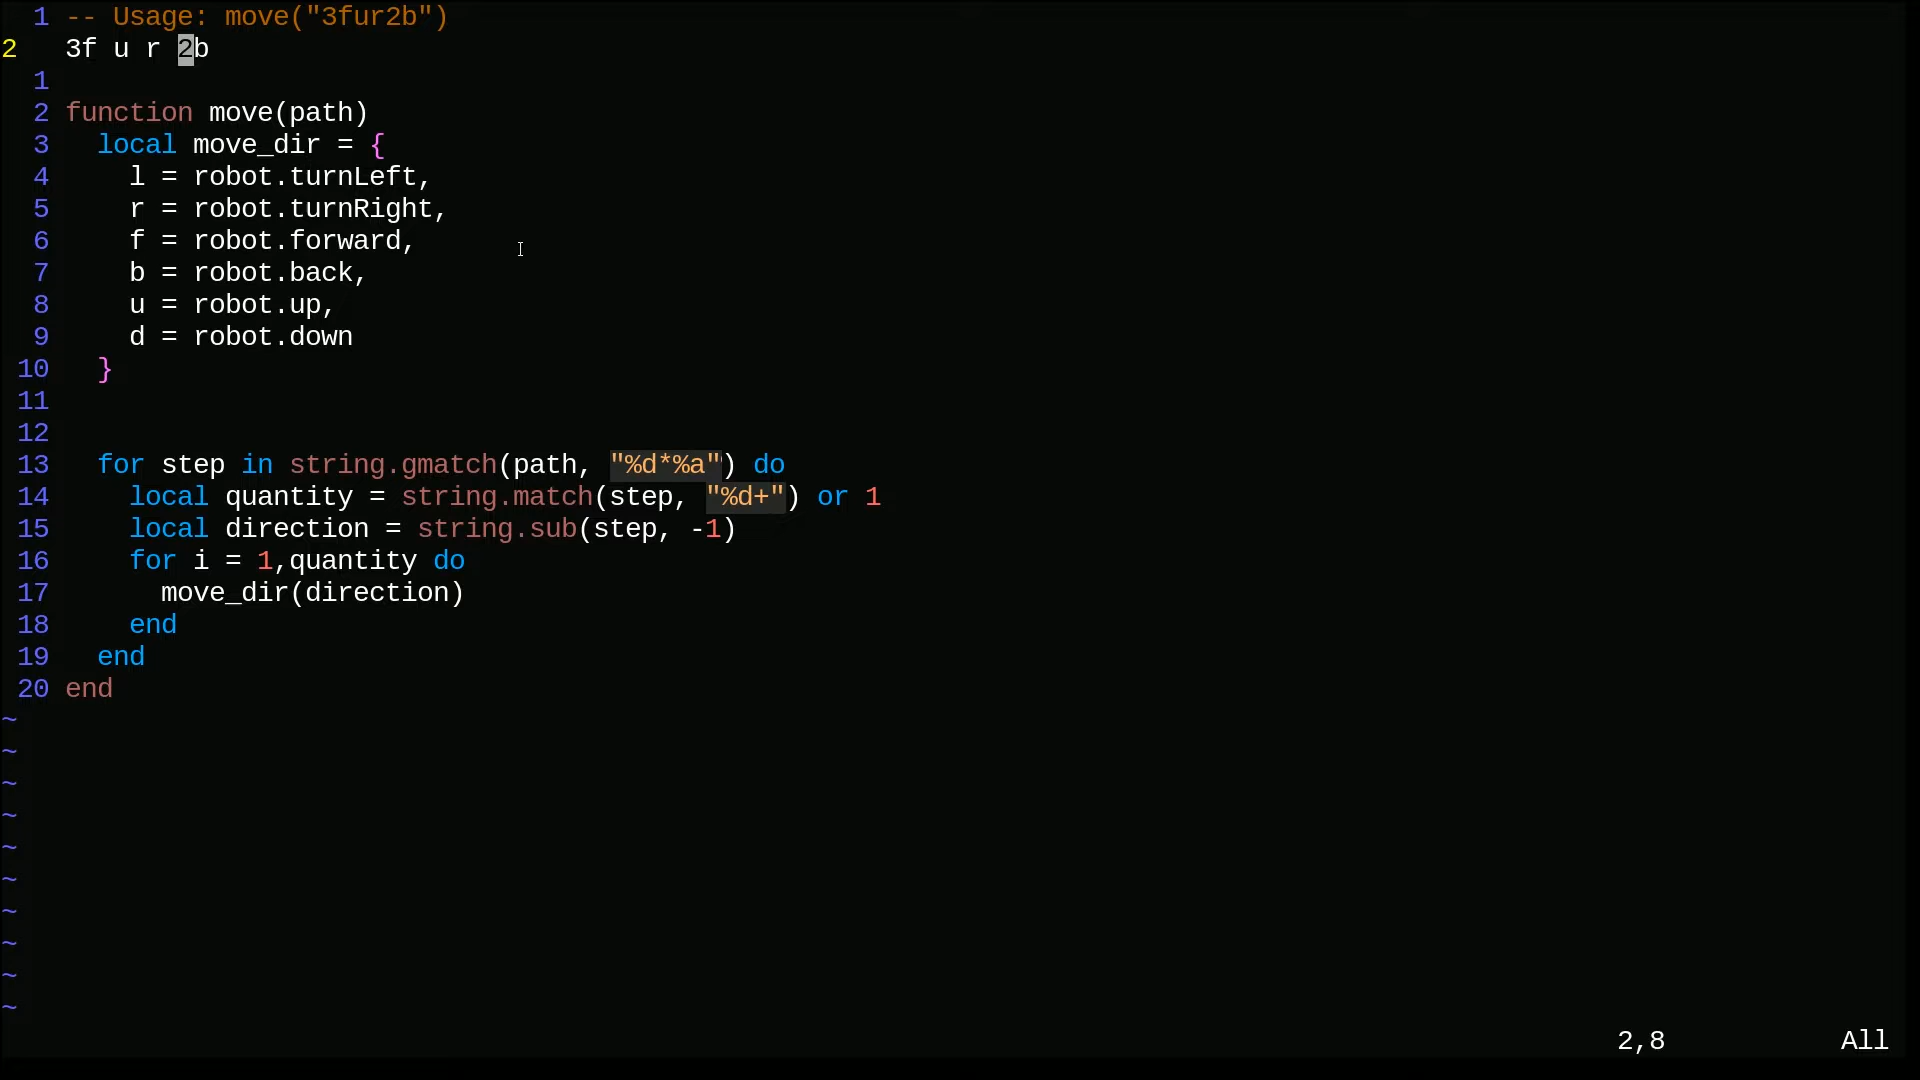 1 -- Usage: move("3fur2b")
2 3f u r 2b
1
2 function move(path)
3 local move_dir = {
4 l = robot.turnLeft,
5 r = robot.turnRight,
6 f = robot.forward,
7 b = robot.back,
8 u = robot.up,
9 d = robot.down
10 }
11
12
13 for step in string.gmatch(path, "%d*%a") do
14 local quantity = string.match(step, "%d+") or 1
15 local direction = string.sub(step, -1)
16 for i = 1,quantity do
17 move_dir(direction)
18 end
19 end
20 end
~
~
~
~
~
~
~
~
~
~
2,8 All